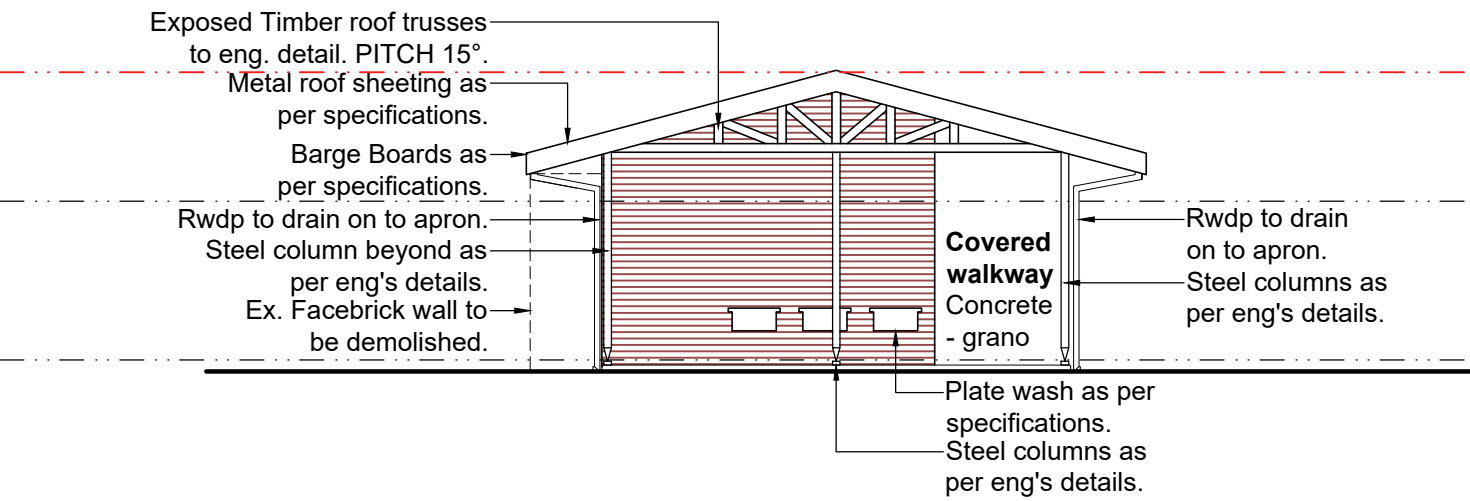 Exposed Timber roof trusses
to eng. detail. PITCH 15°.
Metal roof sheeting as
per specifications.
Barge Boards as
per specifications.
Rwdp to drain on to apron.
Steel column beyond as
per eng's details.
Ex. Facebrick wall to
be demolished.
Covered
walkway
Concrete
- grano
Rwdp to drain
on to apron.
Steel columns as
per eng's details.
Plate wash as per
specifications.
Steel columns as
per eng's details.